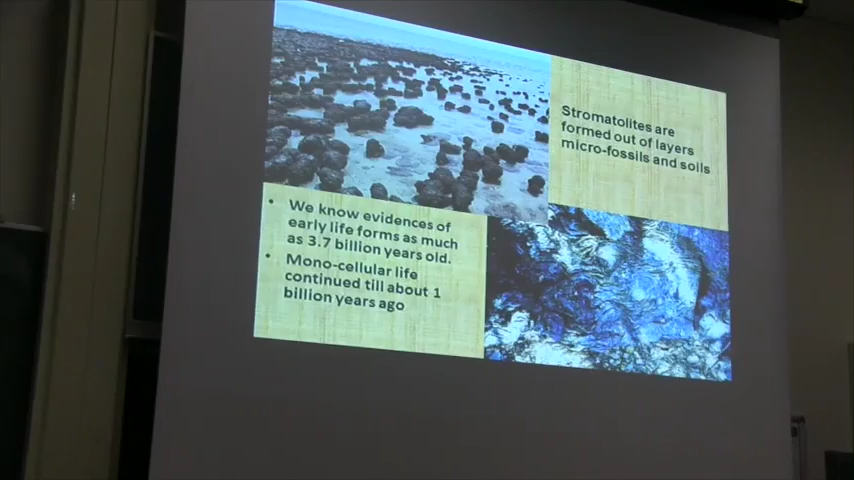 Stromatolites are
formed out of layers
micro-fossils and soils
• We know evidences of
early life forms as much
as 3.7 billion years old.
• Mono-cellular life
continued till about 1
billion years ago